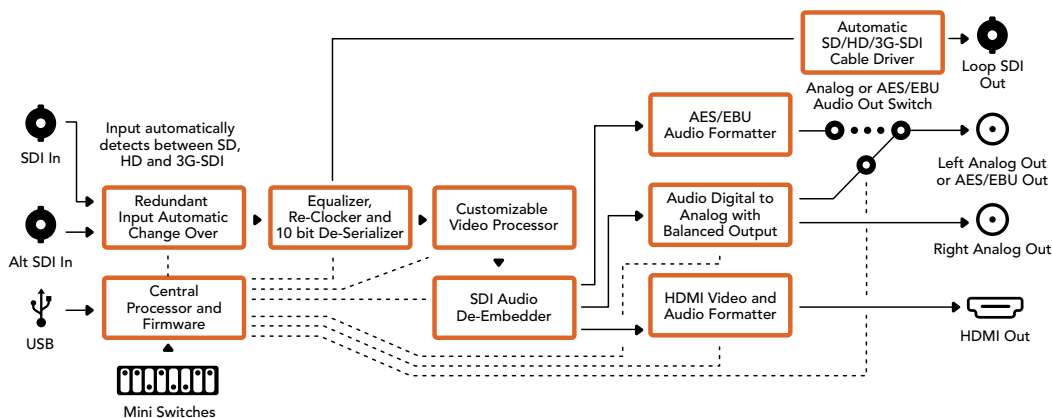 Automatic
SD/HD/3G-SDI
Cable Driver
Loop SDI
Out
Analog or AES/EBU
Audio Out Switch
SDI In
Input automatically
detects between SD,
HD and 3G-SDI
AES/EBU
Audio Formatter
Left Analog Out
or AES/EBU Out
Alt SDI In
Redundant
Input Automatic
Change Over
Equalizer,
Re-Clocker and
10 bit De-Serializer
Customizable
Video Processor
Audio Digital to
Analog with
Balanced Output
Right Analog Out
USB
Central
Processor and
Firmware
SDI Audio
De-Embedder
HDMI Video and
Audio Formatter
HDMI Out
Mini Switches